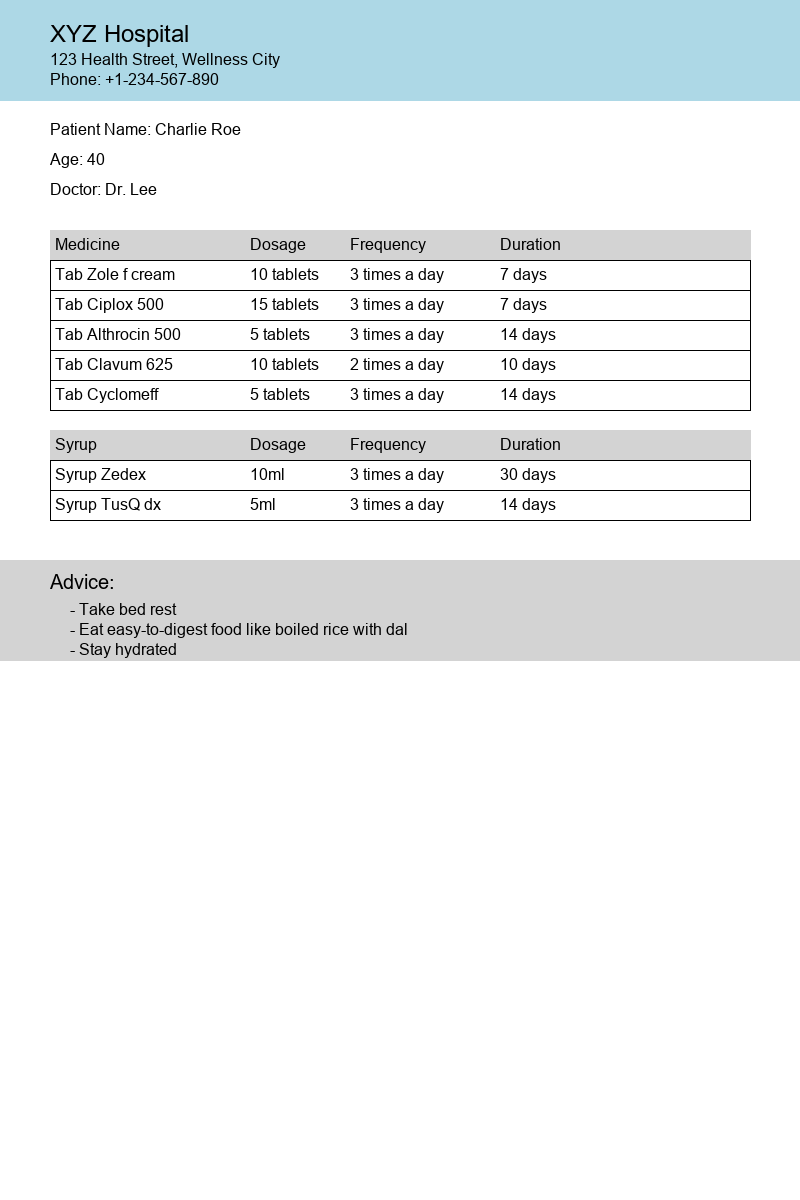 XYZ Hospital
123 Health Street, Wellness City
Phone: +1-234-567-890
Patient Name: Charlie Roe
Age: 40
Doctor: Dr. Lee
Medicine Dosage Frequency Duration
Tab Zole f cream 10 tablets 3 times a day 7 days
Tab Ciplox 500 15 tablets 3 times a day 7 days
Tab Althrocin 500 5 tablets 3 times a day 14 days
Tab Clavum 625 10 tablets 2 times a day 10 days
Tab Cyclomeff 5 tablets 3 times a day 14 days
Syrup Dosage Frequency Duration
Syrup Zedex 10ml 3 times a day 30 days
Syrup TusQ dx 5ml 3 times a day 14 days
Advice:
- Take bed rest
- Eat easy-to-digest food like boiled rice with dal
- Stay hydrated